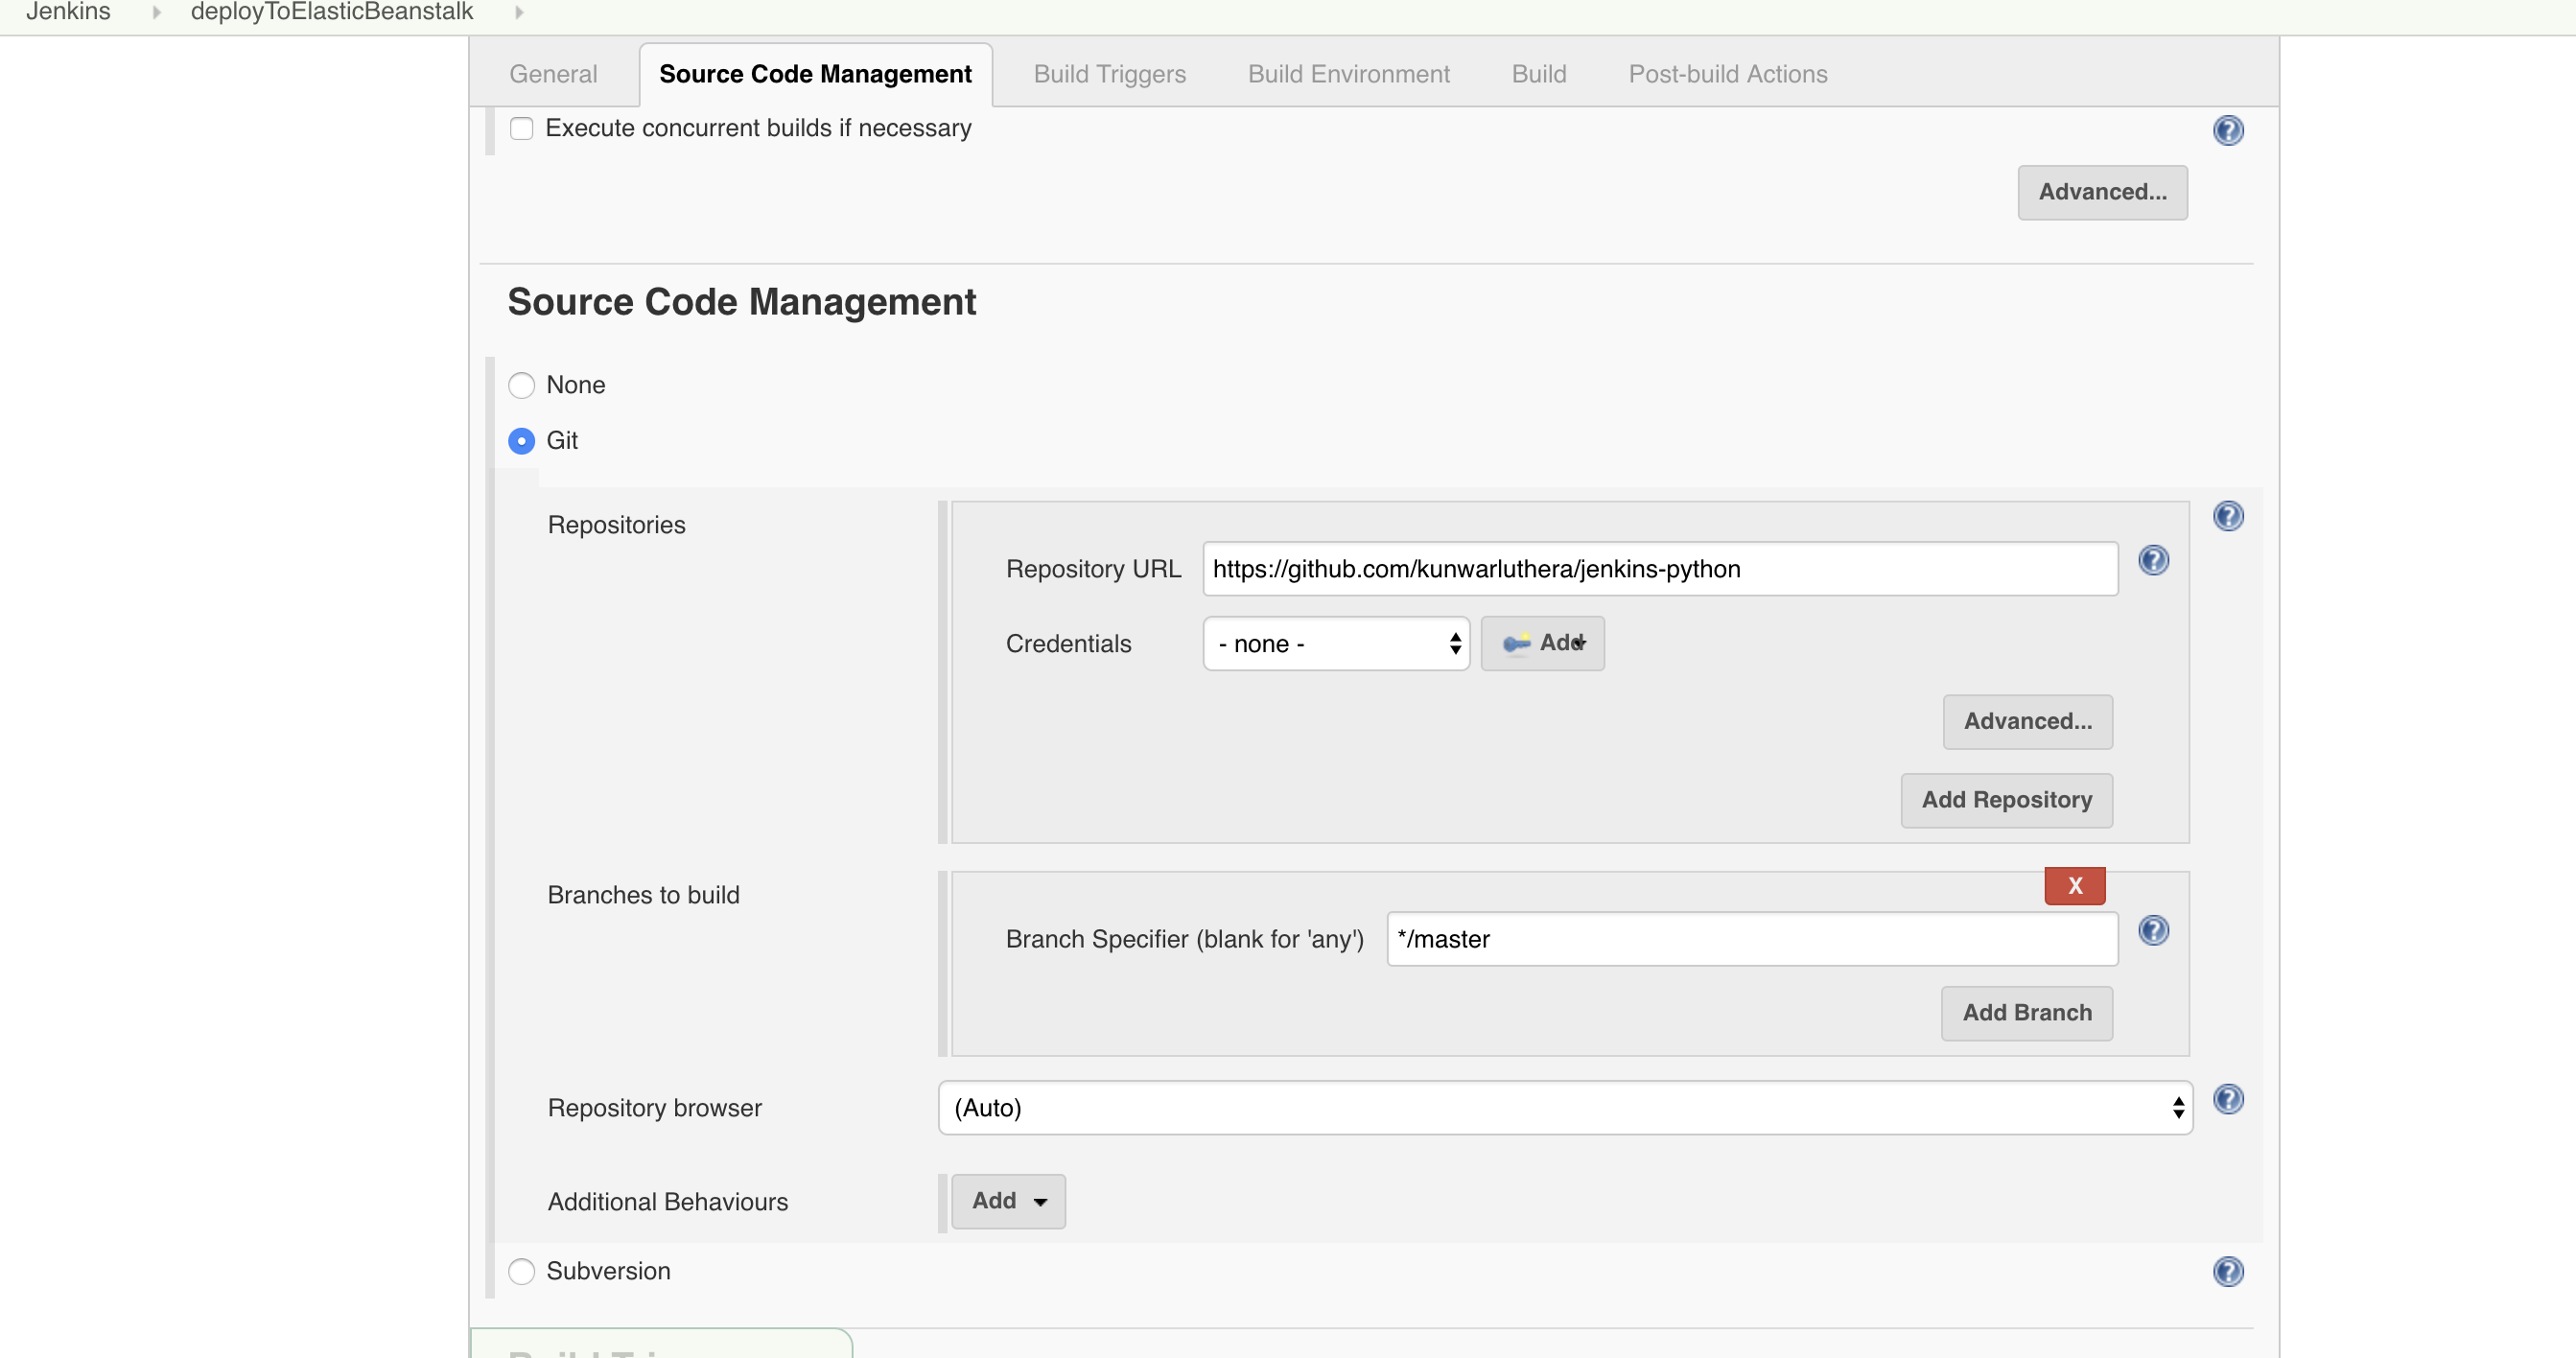 Jenkins deployToElasticBeanstalk
General Source Code Management Build Triggers Build Environment Build Post-build Actions
Execute concurrent builds if necessary
Advanced...
Source Code Management
None
Git
Repositories
Repository URL https://github.com/kunwarluthera/jenkins-python
Credentials - none - Add
Advanced...
Add Repository
Branches to build
X
Branch Specifier (blank for 'any') */master
Add Branch
Repository browser (Auto)
Additional Behaviours Add
Subversion